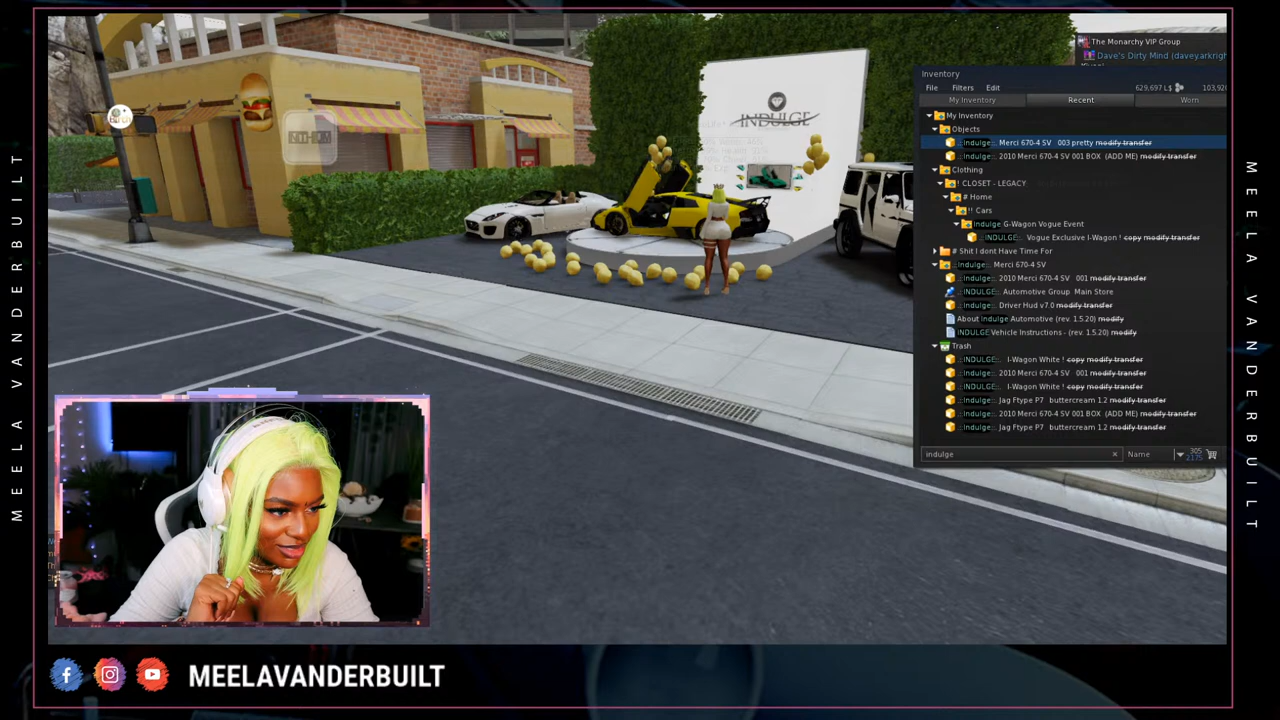 MEELA VANDERBUILT
INDULGE
The Monarchy VIP Group
Dave's Dirty Mind (davey.arkrigh
Inventory
File Filters Edit 629,697 L$ 103,920
My Inventory Recent Worn
My Inventory
Objects
.:Indulge:. Merci 670-4 SV 003 pretty modify transfer
.:Indulge:. 2010 Merci 670-4 SV 001 BOX (ADD ME) modify transfer
Clothing
! CLOSET - LEGACY
# Home
!! Cars
Indulge G-Wagon Vogue Event
.::INDULGE::. Vogue Exclusive I-Wagon ! copy modify transfer
# Shit I dont Have Time For
.:Indulge:. Merci 670-4 SV
.:Indulge:. 2010 Merci 670-4 SV 001 modify transfer
.::INDULGE::. Automotive Group Main Store
.:Indulge:. Driver Hud v7.0 modify transfer
About Indulge Automotive (rev. 1.5.20) modify
INDULGE Vehicle Instructions - (rev. 1.5.20) modify
Trash
.::INDULGE::. I-Wagon White ! copy modify transfer
.:Indulge:. 2010 Merci 670-4 SV 001 modify transfer
.::INDULGE::. I-Wagon White ! copy modify transfer
.:Indulge:. Jag Ftype P7 buttercream 1.2 modify transfer
.:Indulge:. 2010 Merci 670-4 SV 001 BOX (ADD ME) modify transfer
.:Indulge:. Jag Ftype P7 buttercream 1.2 modify transfer
indulge Name 305
2175
MEELA VANDERBUILT
MEELAVANDERBUILT